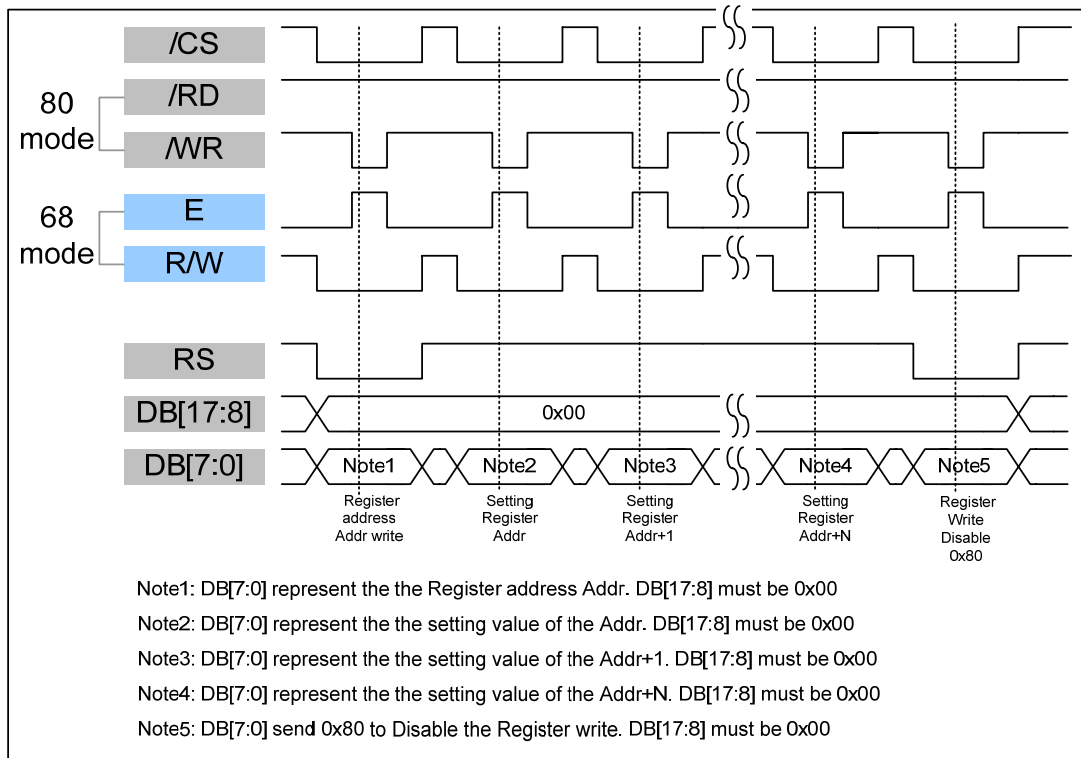 /CS
80
mode
/RD
/WR
68
mode
E
R/W
RS
DB[17:8]
0x00
DB[7:0]
Note1
Note2
Note3
Note4
Note5
Register
address
Addr write
Setting
Register
Addr
Setting
Register
Addr+1
Setting
Register
Addr+N
Register
Write
Disable
0x80
Note1: DB[7:0] represent the the Register address Addr. DB[17:8] must be 0x00
Note2: DB[7:0] represent the the setting value of the Addr. DB[17:8] must be 0x00
Note3: DB[7:0] represent the the setting value of the Addr+1. DB[17:8] must be 0x00
Note4: DB[7:0] represent the the setting value of the Addr+N. DB[17:8] must be 0x00
Note5: DB[7:0] send 0x80 to Disable the Register write. DB[17:8] must be 0x00